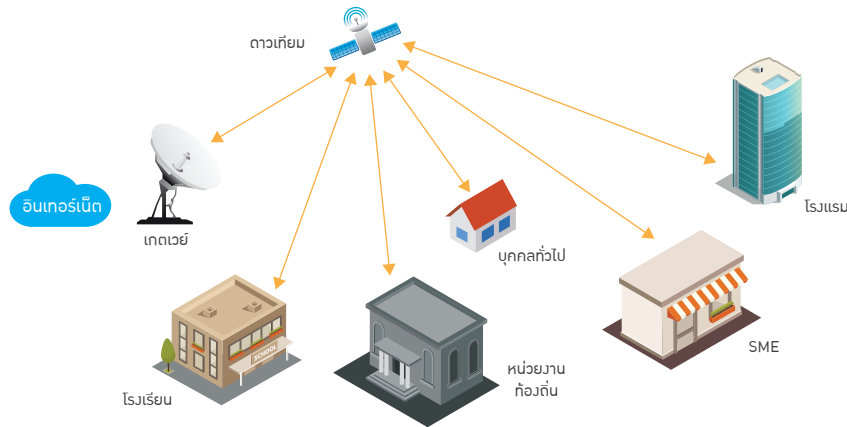 ดาวเทียม
อินเทอร์เน็ต
เกตเวย์
โรงแรม
บุคคลทั่วไป
SCHOOL
โรงเรียน
หน่วยงาน
ท้องถิ่น
SME